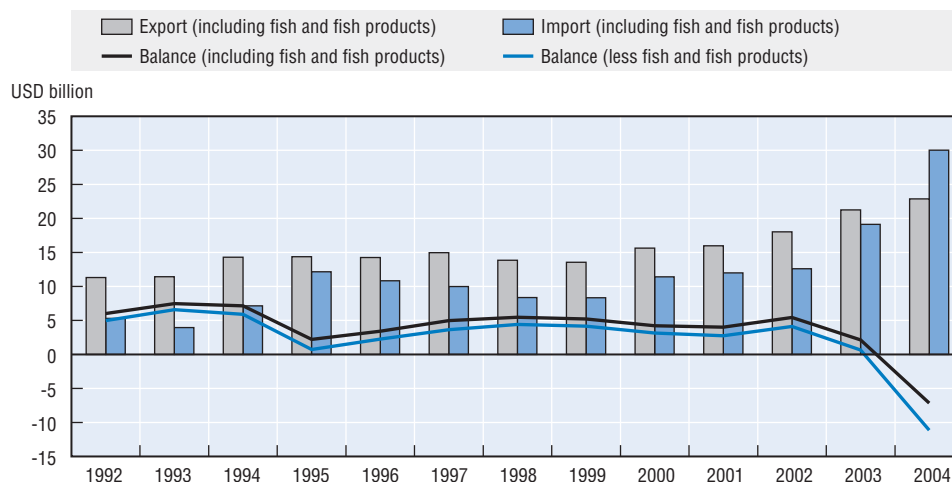 Export (including fish and fish products) Import (including fish and fish products)
Balance (including fish and fish products) Balance (less fish and fish products)
USD billion
35
30
25
20
15
10
5
0
-5
-10
-15
1992 1993 1994 1995 1996 1997 1998 1999 2000 2001 2002 2003 2004